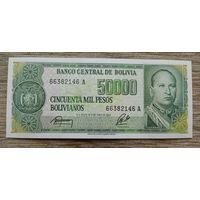 BANCO CENTRAL DE BOLIVIA
66382146 A
50000
CINCUENTA MIL PESOS
BOLIVIANOS
66382146 A